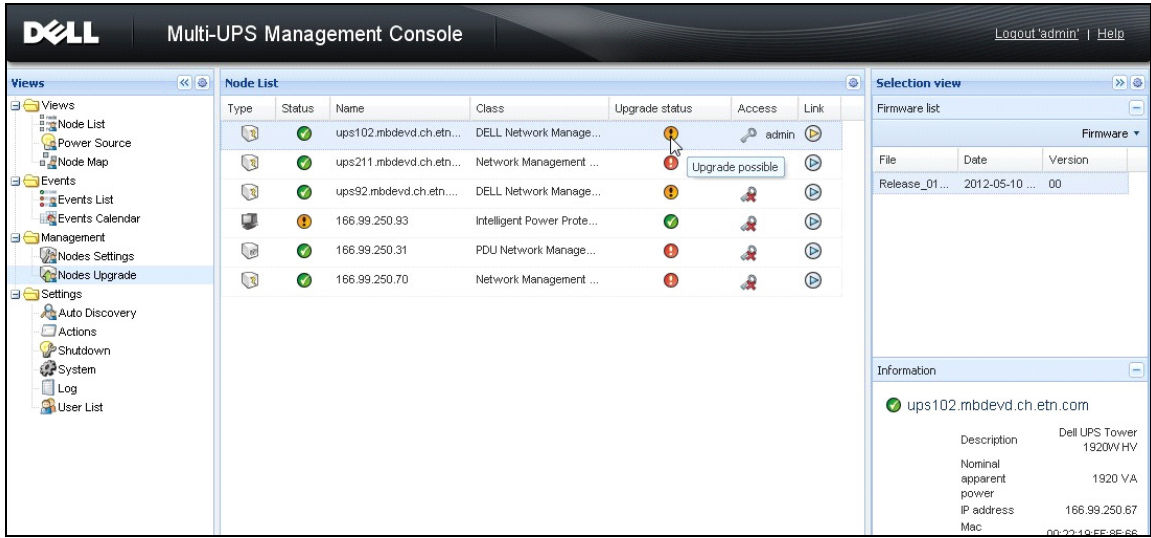 DELL Multi-UPS Management Console Logout 'admin' | Help
Views
Views
Node List
Power Source
Node Map
Events
Events List
Events Calendar
Management
Nodes Settings
Nodes Upgrade
Settings
Auto Discovery
Actions
Shutdown
System
Log
User List
Node List
Type Status Name Class Upgrade status Access Link
ups102.mbdevd.ch.etn... DELL Network Manage... admin
ups211.mbdevd.ch.etn... Network Management ...
Upgrade possible
ups92.mbdevd.ch.etn.... DELL Network Manage...
166.99.250.93 Intelligent Power Prote...
166.99.250.31 PDU Network Manage...
166.99.250.70 Network Management ...
Selection view
Firmware list
Firmware
File Date Version
Release_01... 2012-05-10 ... 00
Information
ups102.mbdevd.ch.etn.com
Description Dell UPS Tower
1920W HV
Nominal
apparent 1920 VA
power
IP address 166.99.250.67
Mac